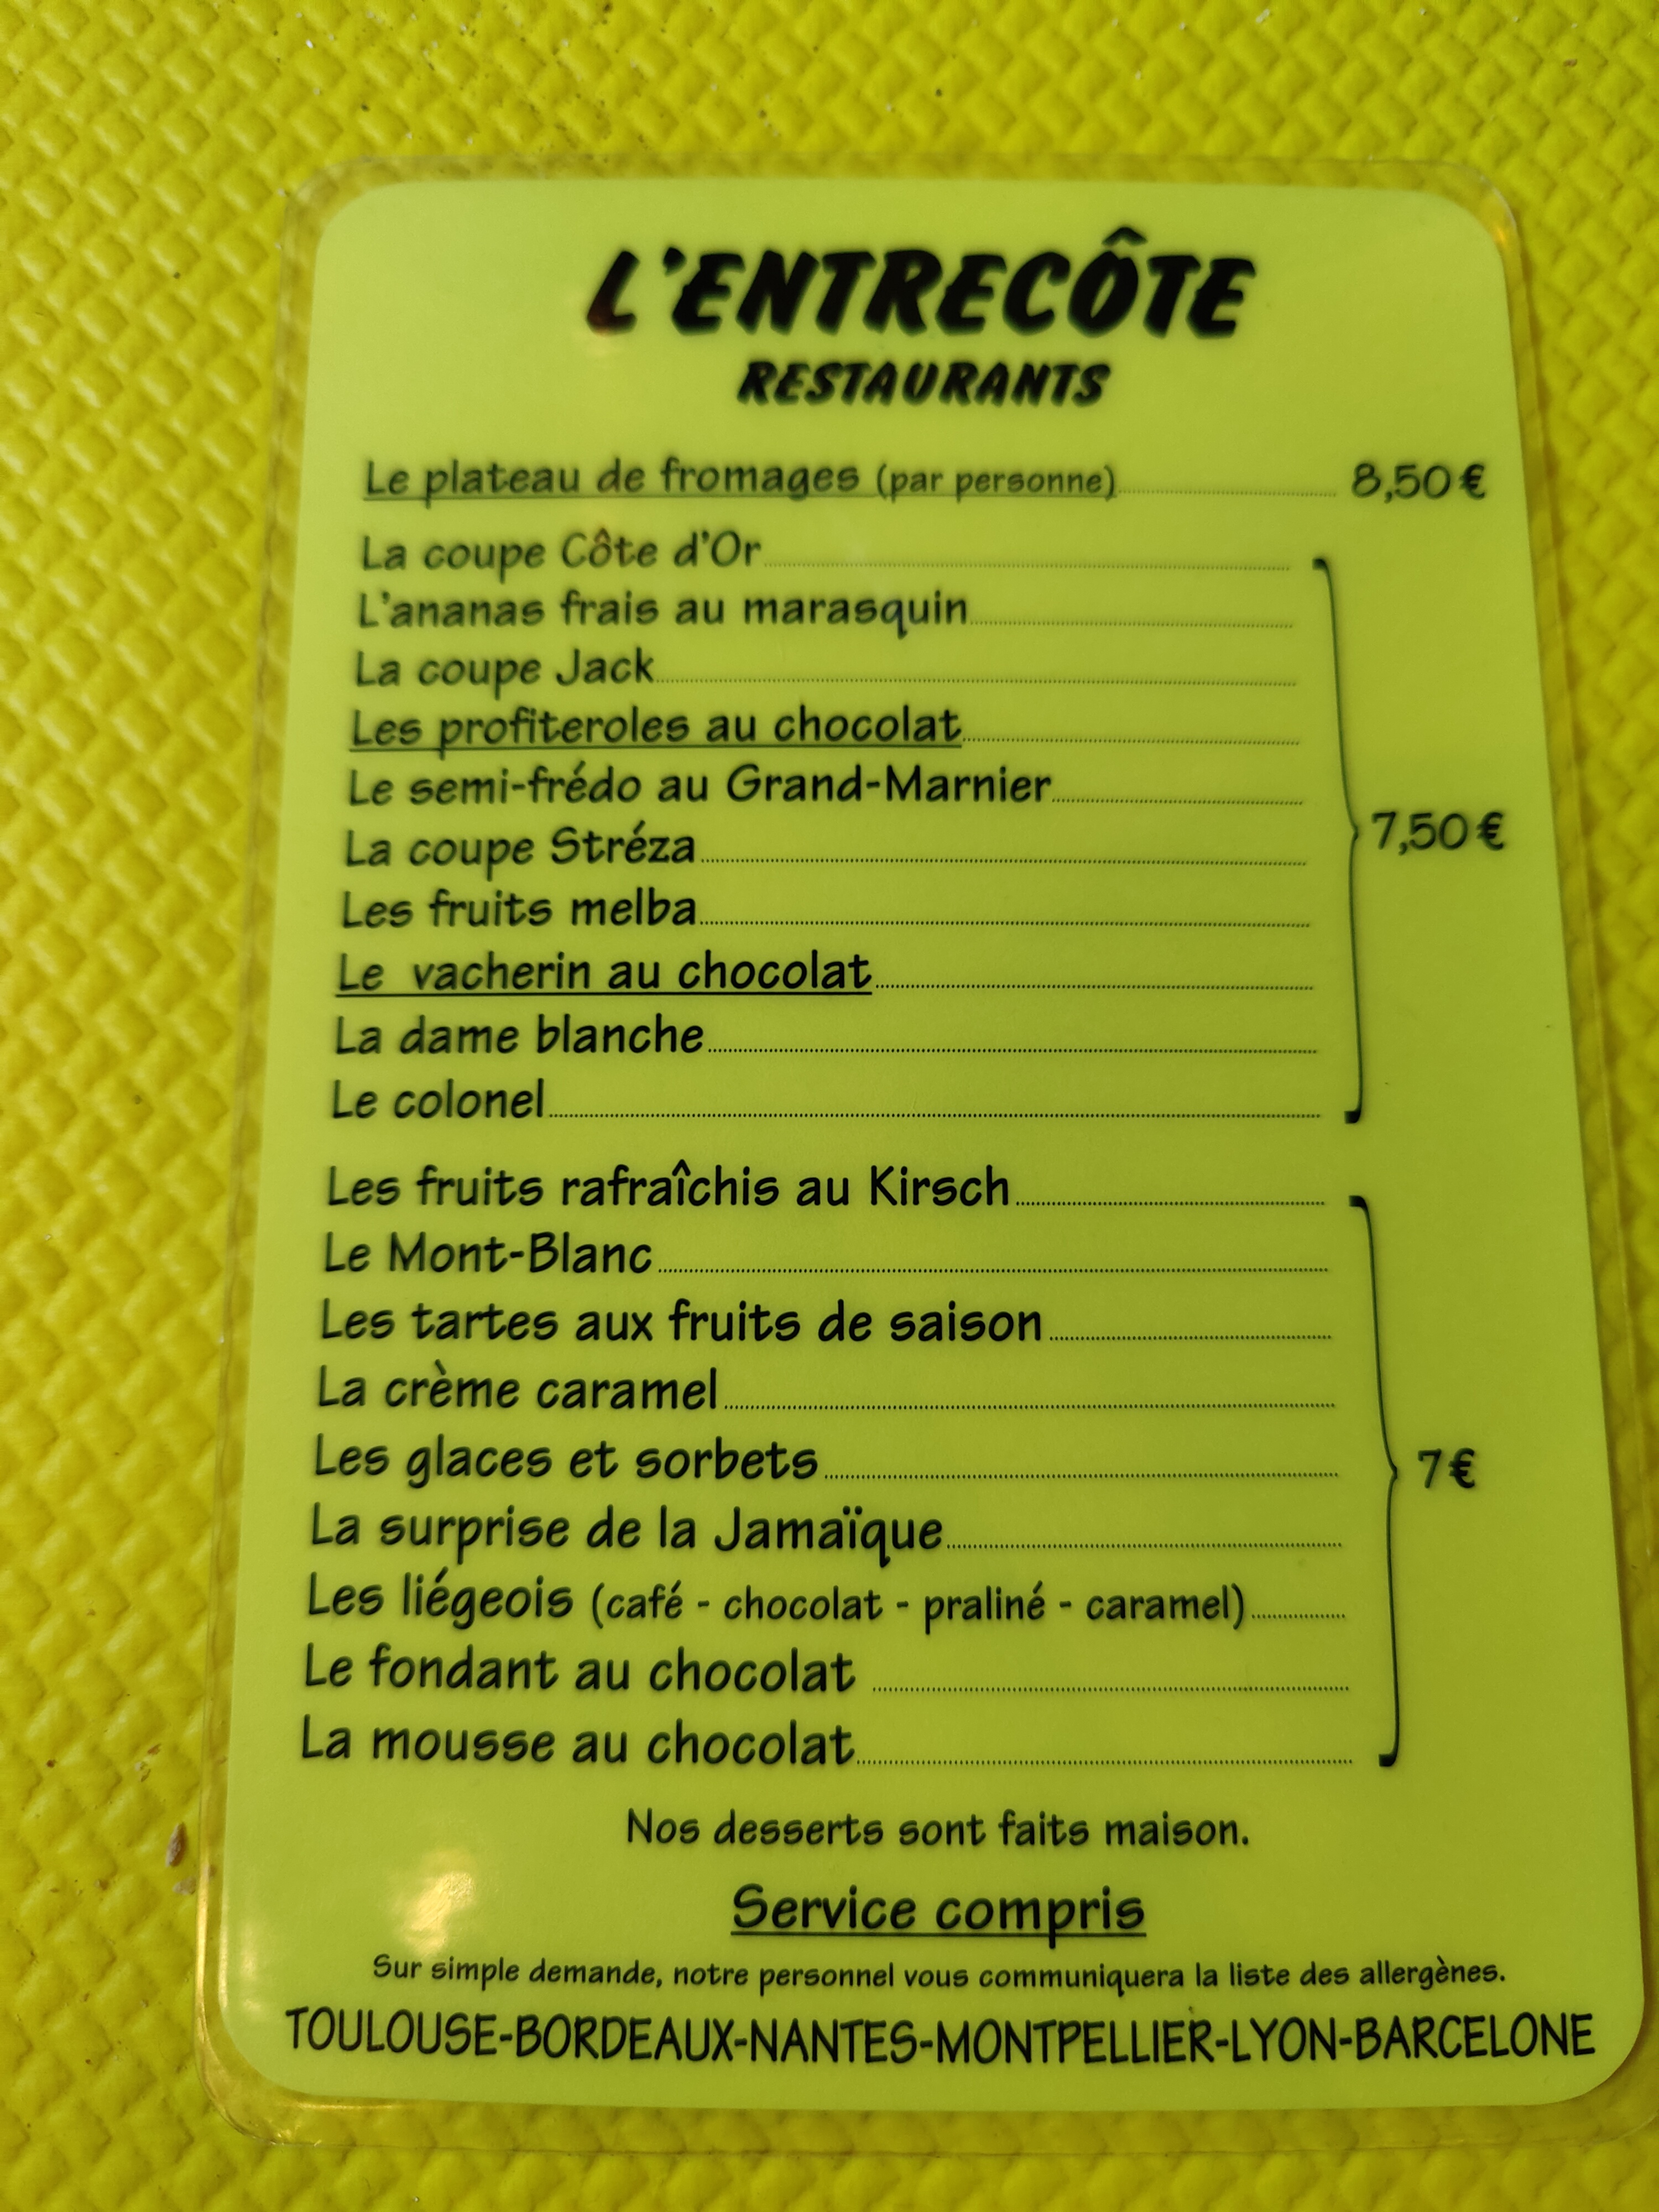 L'ENTRECÔTE
RESTAURANTS
Le plateau de fromages (par personne) 8,50 €
La coupe Côte d'Or
L'ananas frais au marasquin
La coupe Jack
Les profiteroles au chocolat
Le semi-frédo au Grand-Marnier
La coupe Stréza
7,50 €
Les fruits melba
Le vacherin au chocolat
La dame blanche
Le colonel
Les fruits rafraîchis au Kirsch
Le Mont-Blanc
Les tartes aux fruits de saison
La crème caramel
Les glaces et sorbets
7 €
La surprise de la Jamaïque
Les liégeois (café - chocolat - praliné - caramel)
Le fondant au chocolat
La mousse au chocolat
Nos desserts sont faits maison.
Service compris
Sur simple demande, notre personnel vous communiquera la liste des allergènes.
TOULOUSE-BORDEAUX-NANTES-MONTPELLIER-LYON-BARCELONE